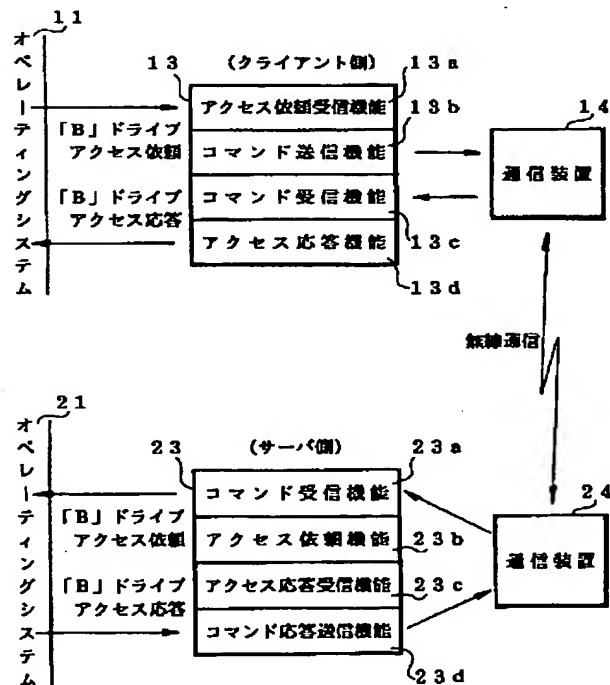 11
オペレーティングシステム
13
(クライアント側)
13a
アクセス依頼受信機能
「B」ドライブ
アクセス依頼
13b
コマンド送信機能
14
通信装置
「B」ドライブ
アクセス応答
コマンド受信機能
13c
アクセス応答機能
13d
無線通信
21
オペレーティングシステム
23
(サーバ側)
23a
コマンド受信機能
24
通信装置
「B」ドライブ
アクセス依頼
アクセス依頼機能
23b
「B」ドライブ
アクセス応答
アクセス応答受信機能
23c
コマンド応答送信機能
23d